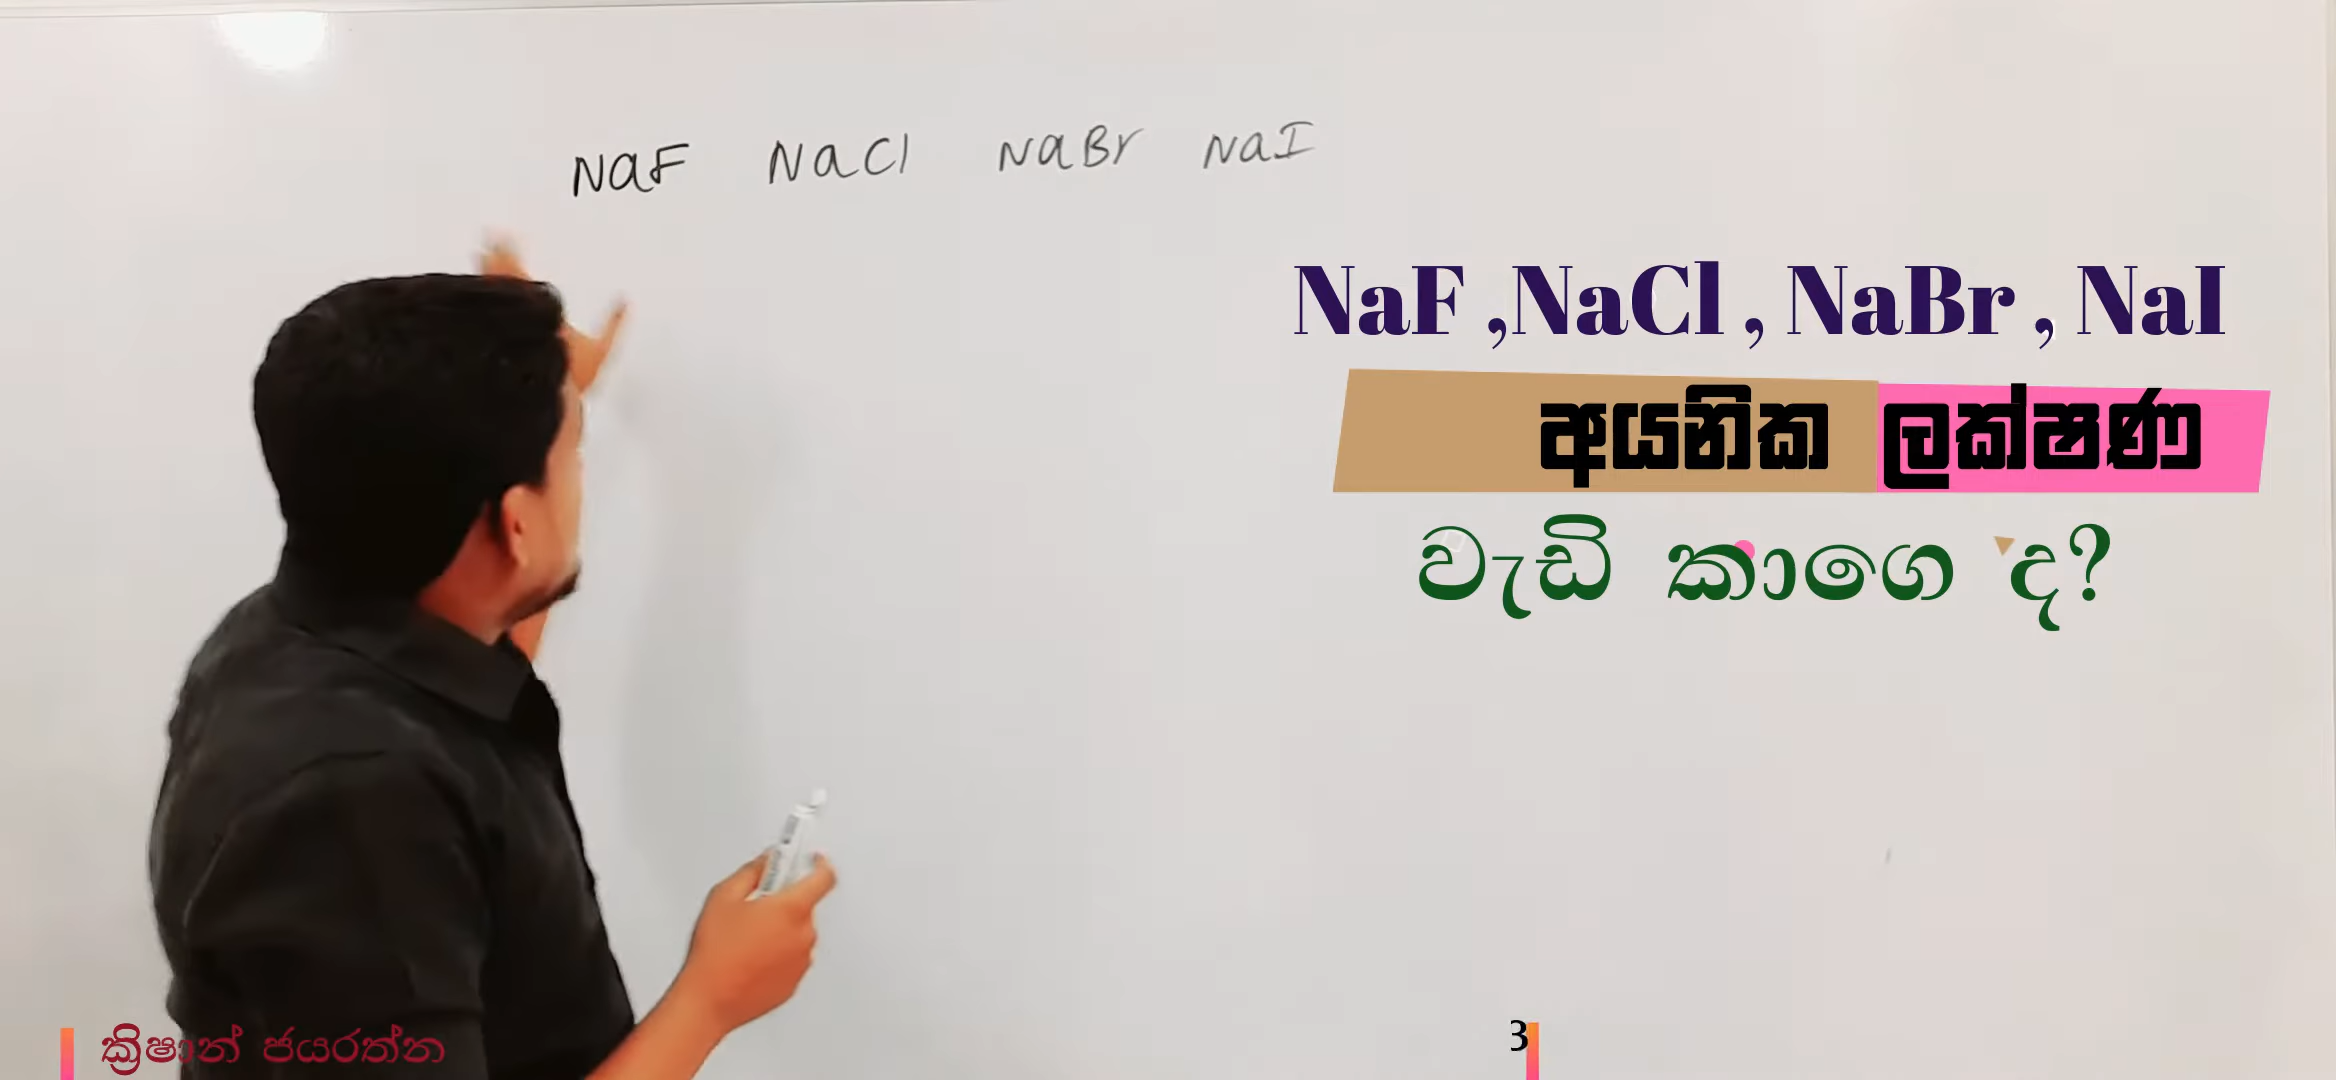 NaF NaCl NaBr NaI
NaF ,NaCl , NaBr , NaI
අයනික ලක්ෂණ
වැඩි කාගෙ ද?
ක්‍රිෂාන් ජයරත්න
3